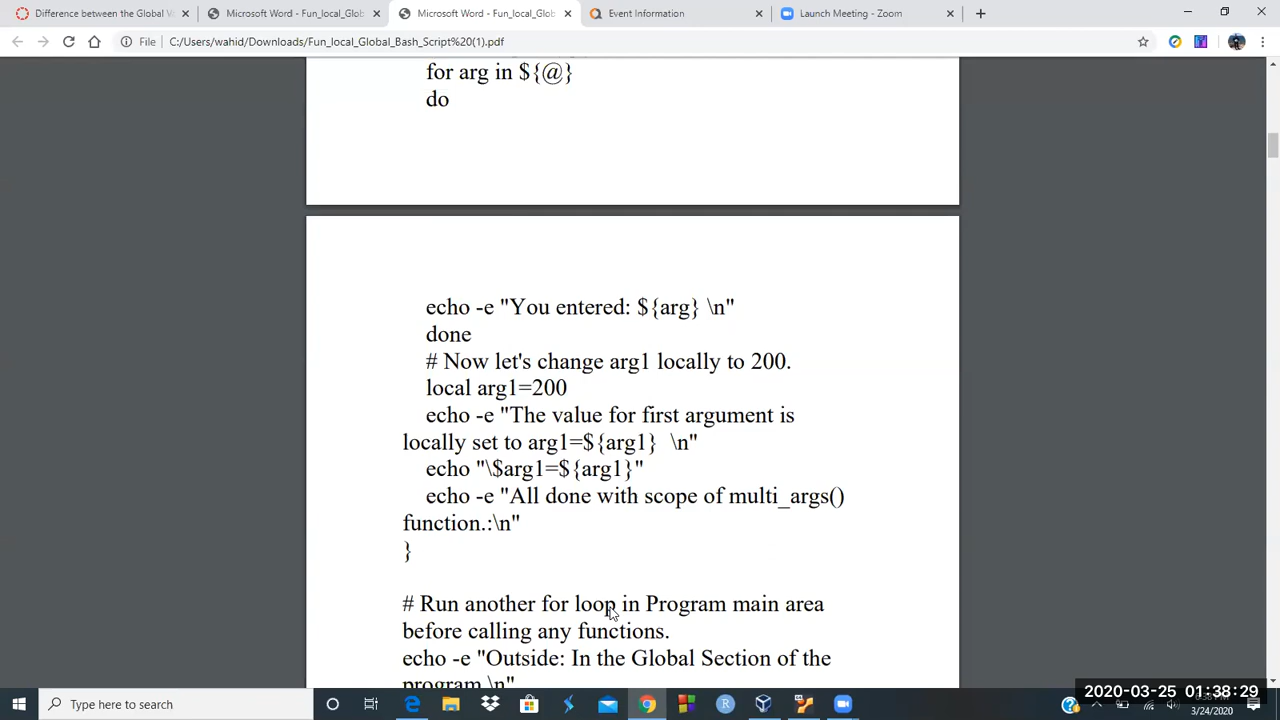 Difference between the Global V
Microsoft Word - Fun_local_Glob
Microsoft Word - Fun_local_Glob
Event Information
Launch Meeting - Zoom
File
C:/Users/wahid/Downloads/Fun_local_Global_Bash_Script%20(1).pdf
for arg in ${@}
do
echo -e "You entered: ${arg} \n"
done
# Now let's change arg1 locally to 200.
local arg1=200
echo -e "The value for first argument is
locally set to arg1=${arg1}  \n"
echo "\$arg1=${arg1}"
echo -e "All done with scope of multi_args()
function.:\n"
}
# Run another for loop in Program main area
before calling any functions.
echo -e "Outside: In the Global Section of the
program.\n"
Type here to search
2020-03-25 01:38:29
3/24/2020